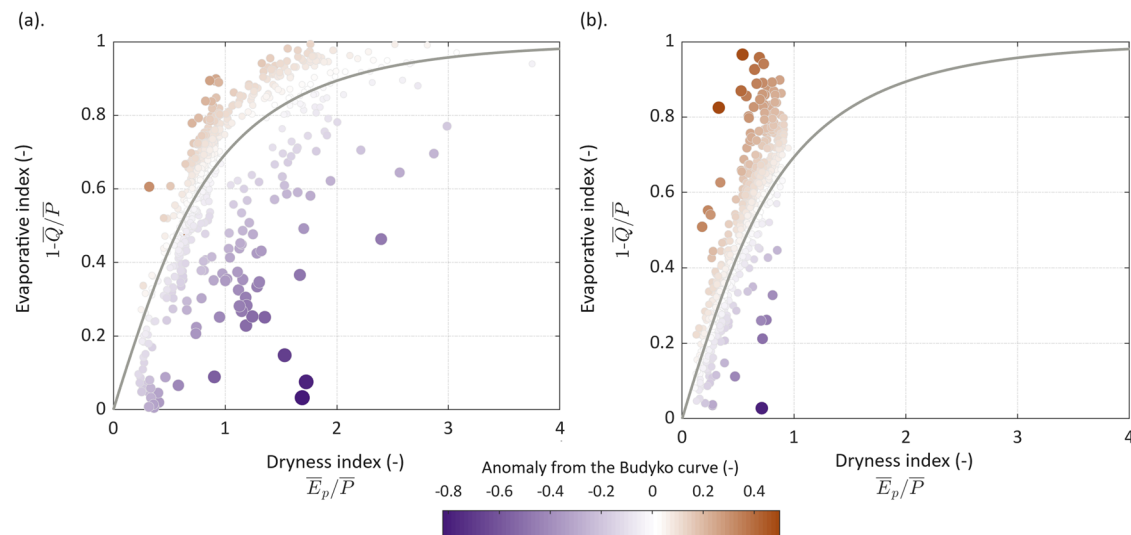 (a).
(b).
1
0.8
0.6
0.4
0.2
0
Evaporative index (-)
1-Q̅/P̅
0 1 2 3 4
Dryness index (-)
E̅p/P̅
1
0.8
0.6
0.4
0.2
0
Evaporative index (-)
1-Q̅/P̅
0 1 2 3 4
Dryness index (-)
E̅p/P̅
Anomaly from the Budyko curve (-)
-0.8 -0.6 -0.4 -0.2 0 0.2 0.4